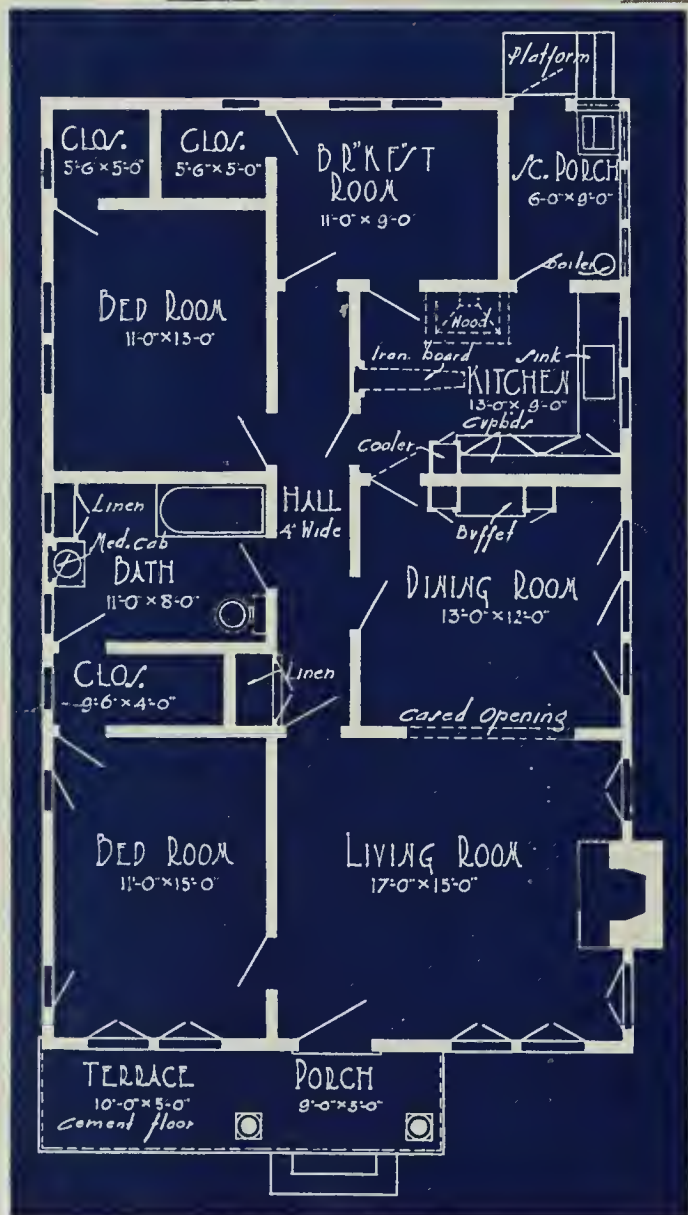 Platform
CLOS.
5'-6" x 5'-0"
CLOS.
5'-6" x 5'-0"
B R"K F'S'T
ROOM
11'-0" x 9'-0"
SC. PORCH
6'-0" x 9'-0"
boiler
BED ROOM
11'-0" x 13'-0"
Hood
Iron. board
Sink
KITCHEN
13'-0" x 9'-0"
Cupbds
Cooler
Linen
HALL
4' Wide
Buffet
Med. Cab
BATH
11'-0" x 8'-0"
DINING ROOM
13'-0" x 12'-0"
CLOS.
9'-6" x 4'-0"
Linen
Cased Opening
BED ROOM
11'-0" x 15'-0"
LIVING ROOM
17'-0" x 15'-0"
TERRACE
10'-0" x 5'-0"
Cement floor
PORCH
9'-0" x 5'-0"